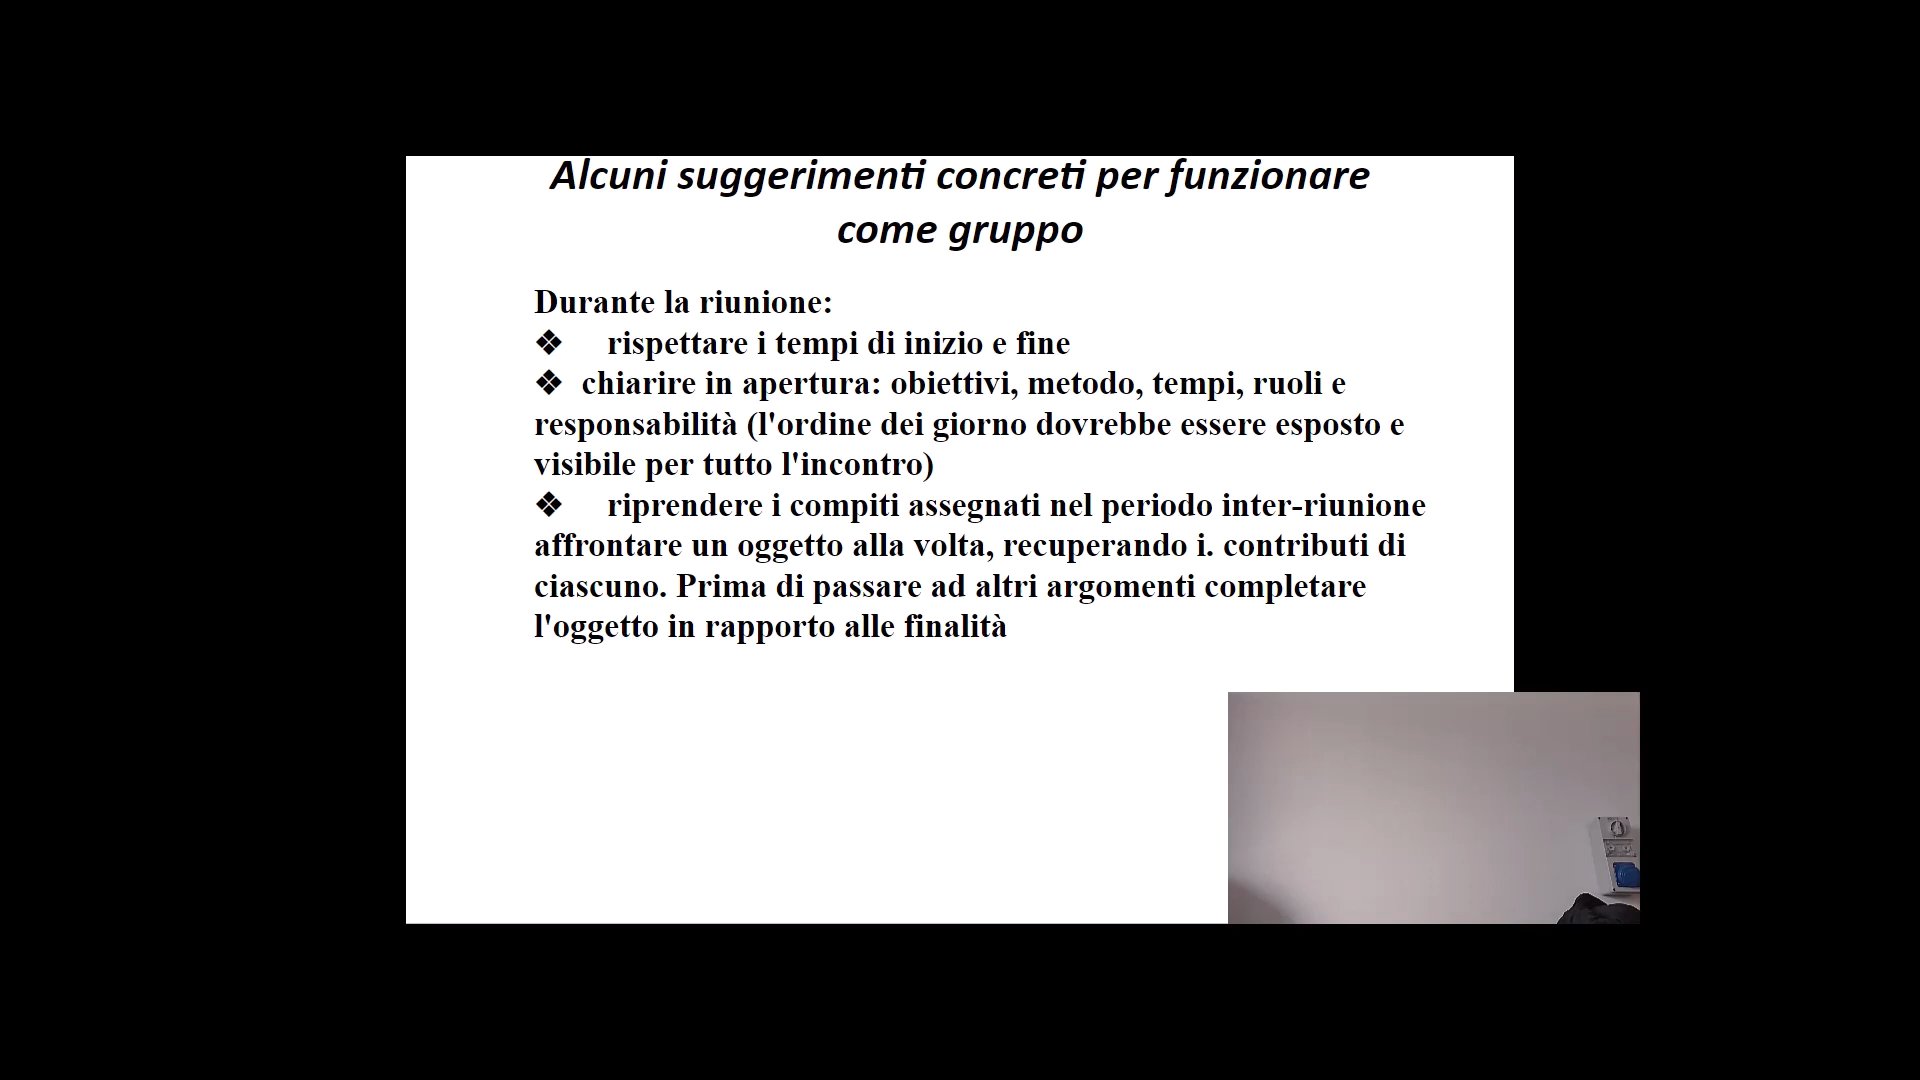 Alcuni suggerimenti concreti per funzionare
come gruppo
Durante la riunione:
❖ rispettare i tempi di inizio e fine
❖ chiarire in apertura: obiettivi, metodo, tempi, ruoli e
responsabilità (l'ordine dei giorno dovrebbe essere esposto e
visibile per tutto l'incontro)
❖ riprendere i compiti assegnati nel periodo inter-riunione
affrontare un oggetto alla volta, recuperando i. contributi di
ciascuno. Prima di passare ad altri argomenti completare
l'oggetto in rapporto alle finalità